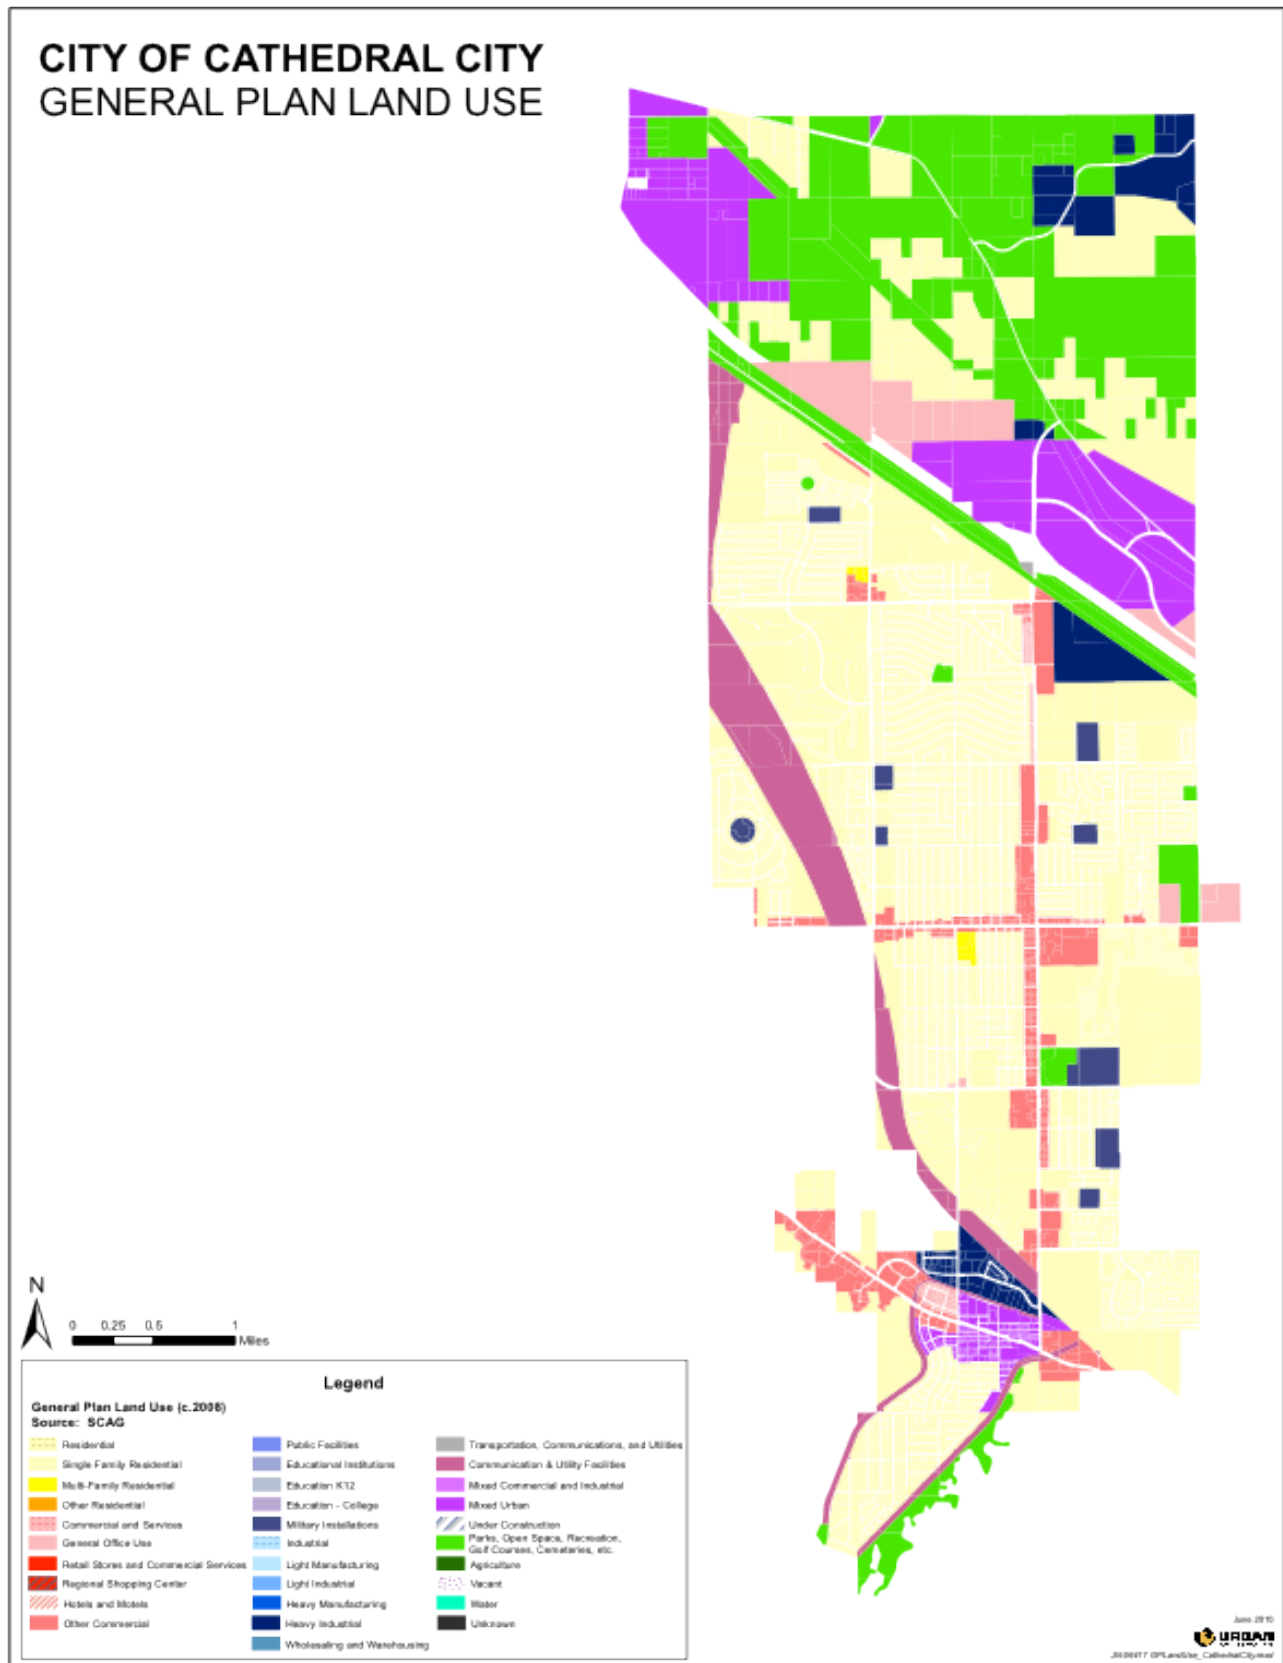 CITY OF CATHEDRAL CITY
GENERAL PLAN LAND USE
N
0 0.25 0.5 1
Miles
Legend
General Plan Land Use (c.2008)
Source: SCAG
Residential
Single Family Residential
Multi-Family Residential
Other Residential
Commercial and Services
General Office Use
Retail Stores and Commercial Services
Regional Shopping Center
Hotels and Motels
Other Commercial
Public Facilities
Educational Institutions
Education K12
Education - College
Military Installations
Industrial
Light Manufacturing
Light Industrial
Heavy Manufacturing
Heavy Industrial
Wholesaling and Warehousing
Transportation, Communications, and Utilities
Communication & Utility Facilities
Mixed Commercial and Industrial
Mixed Urban
Under Construction
Parks, Open Space, Recreation,
Golf Courses, Cemeteries, etc.
Agriculture
Vacant
Water
Unknown
June 2010
URBAN